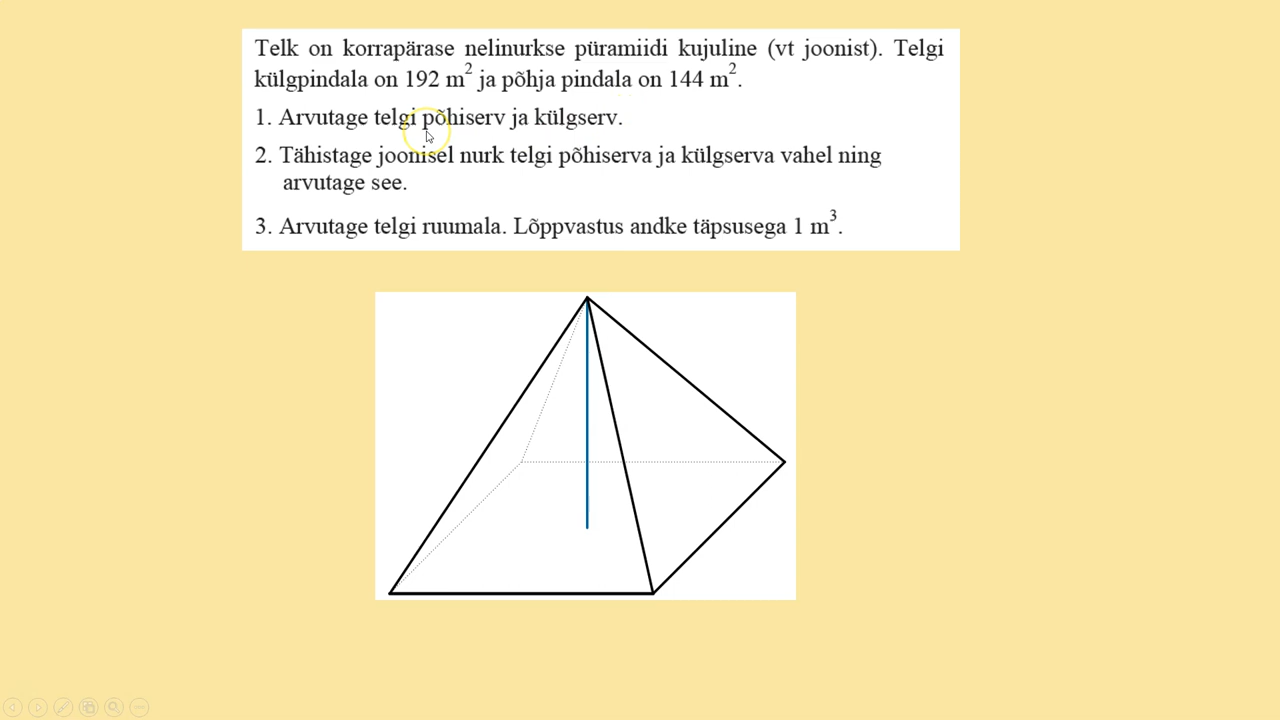 Telk on korrapärase nelinurkse püramiidi kujuline (vt joonist). Telgi
külgpindala on 192 m² ja põhja pindala on 144 m².
1. Arvutage telgi põhiserv ja külgserv.
2. Tähistage joonisel nurk telgi põhiserva ja külgserva vahel ning
arvutage see.
3. Arvutage telgi ruumala. Lõppvastus andke täpsusega 1 m³.